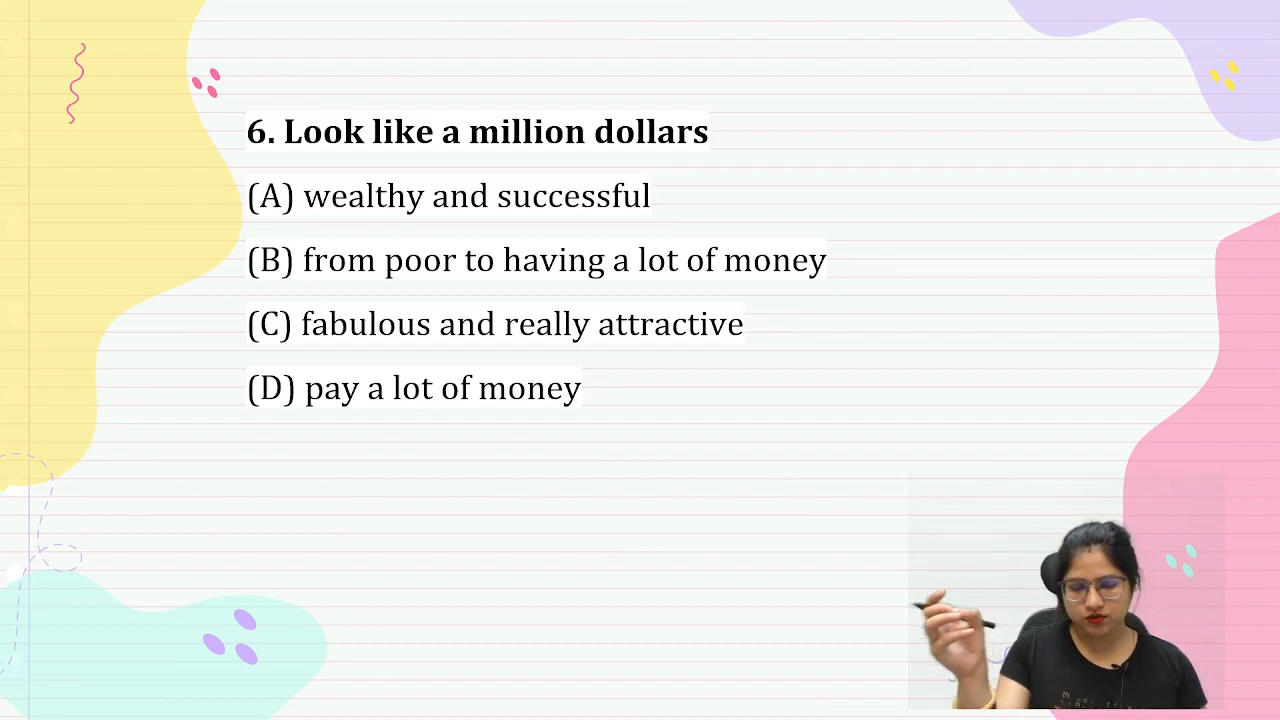 6. Look like a million dollars
(A) wealthy and successful
(B) from poor to having a lot of money
(C) fabulous and really attractive
(D) pay a lot of money